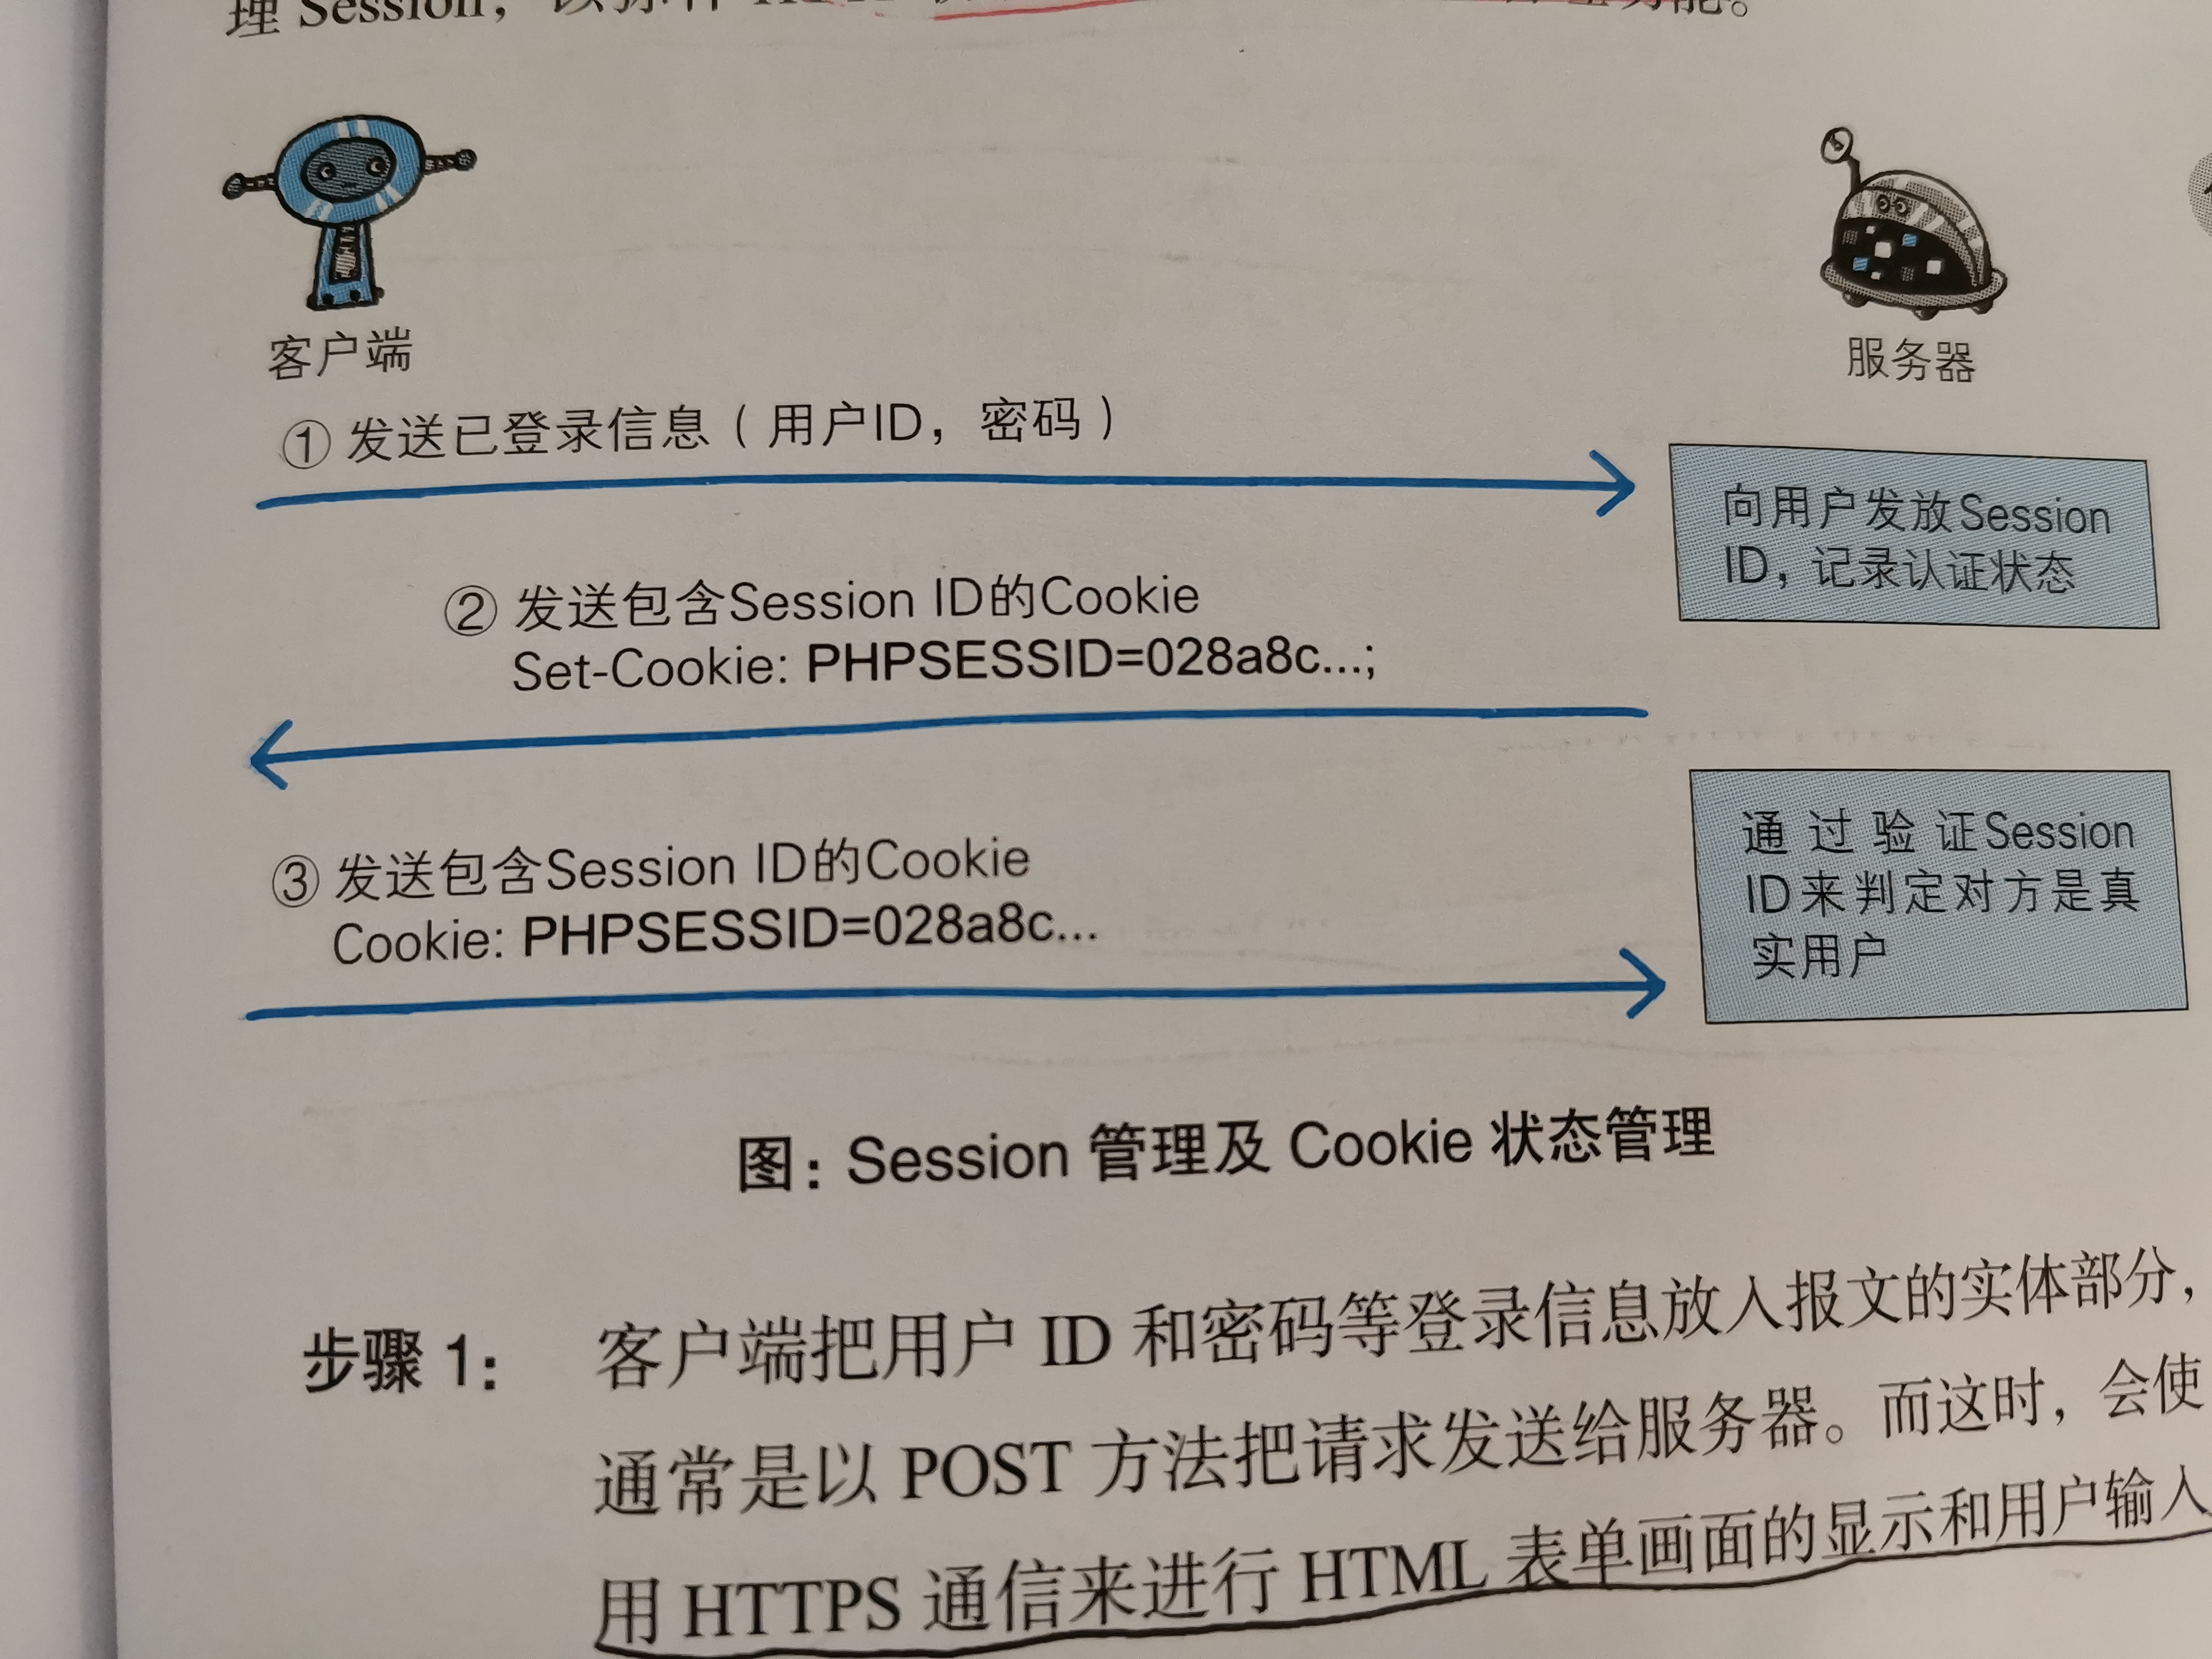 理 Session，以弥补 HTTP
功能。
客户端
服务器
① 发送已登录信息（用户ID，密码）
向用户发放Session
ID，记录认证状态
② 发送包含Session ID的Cookie
Set-Cookie: PHPSESSID=028a8c...;
通过验证Session
ID来判定对方是真
实用户
③ 发送包含Session ID的Cookie
Cookie: PHPSESSID=028a8c...
图：Session 管理及 Cookie 状态管理
步骤 1： 客户端把用户 ID 和密码等登录信息放入报文的实体部分，
通常是以 POST 方法把请求发送给服务器。而这时，会使
用 HTTPS 通信来进行 HTML 表单画面的显示和用户输入